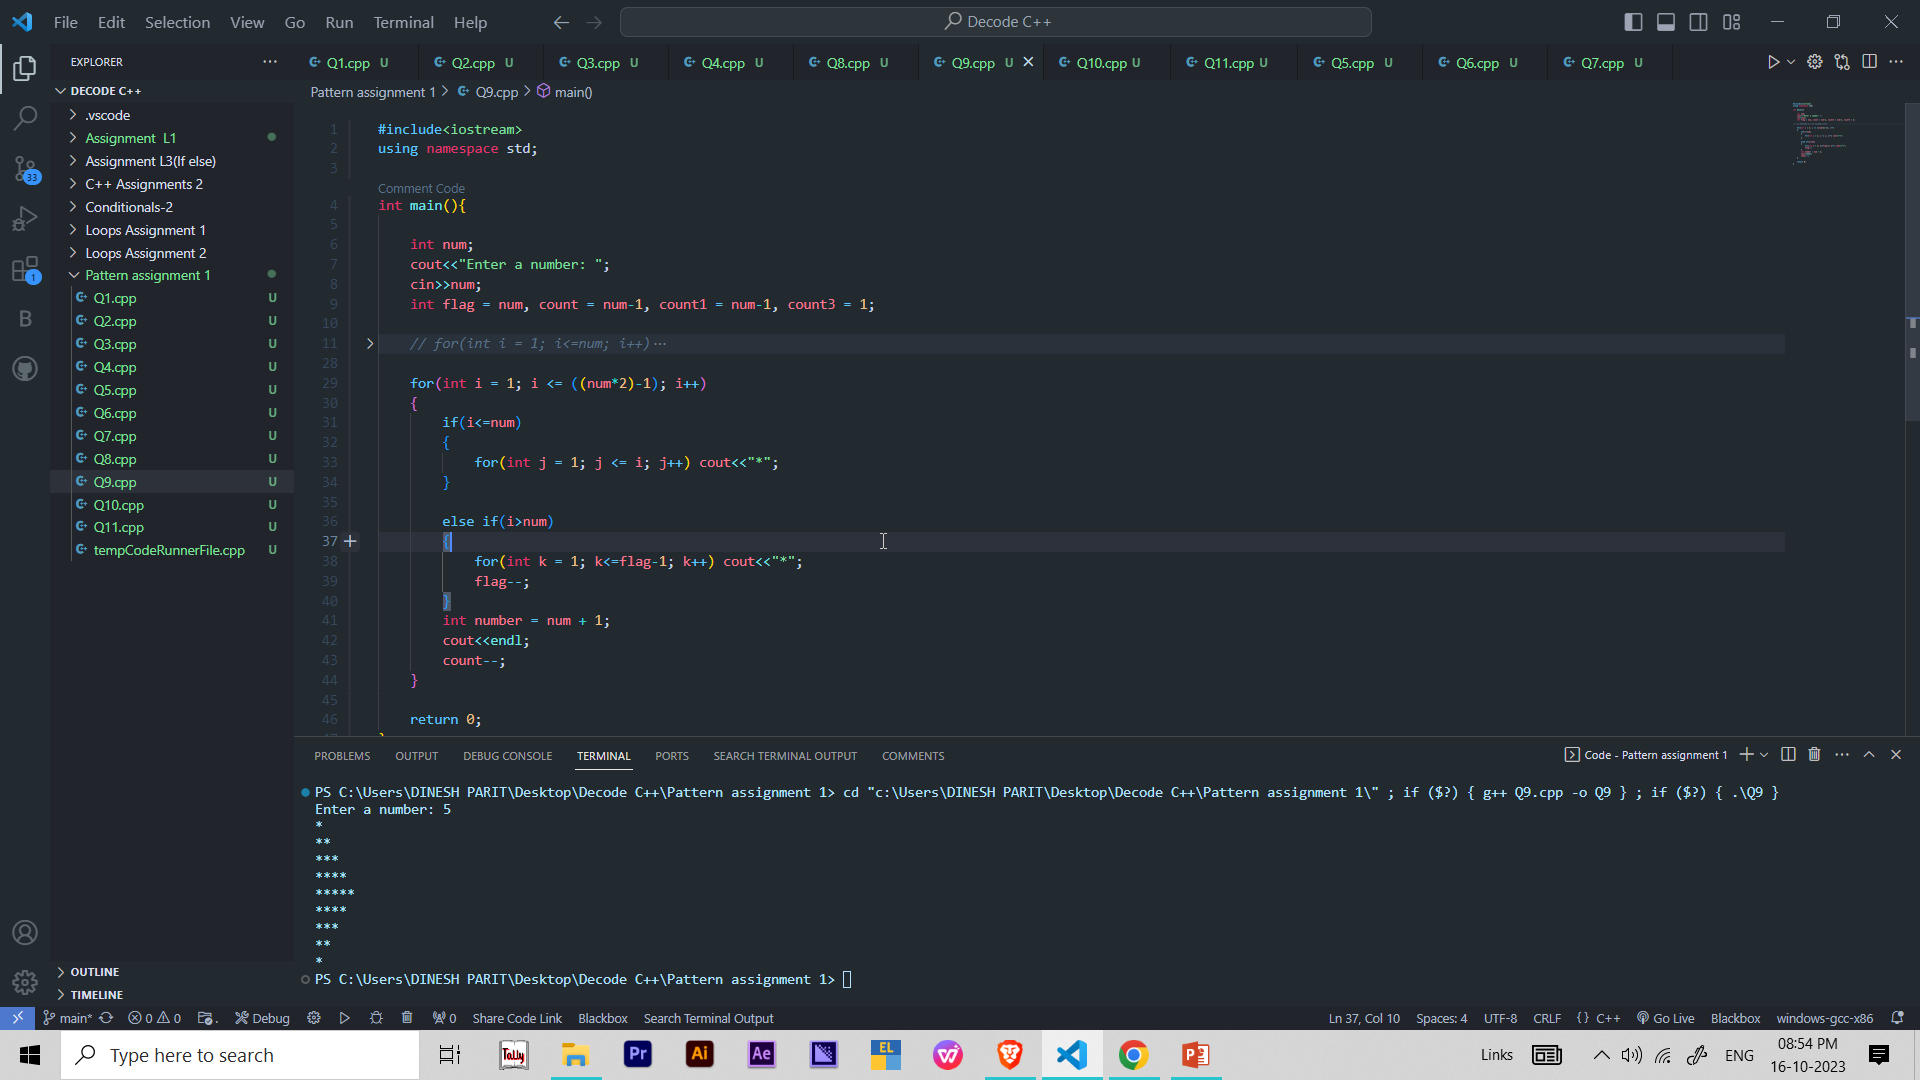 File Edit Selection View Go Run Terminal Help
Decode C++
EXPLORER
DECODE C++
.vscode
Assignment L1
Assignment L3(If else)
C++ Assignments 2
Conditionals-2
Loops Assignment 1
Loops Assignment 2
Pattern assignment 1
Q1.cpp U
Q2.cpp U
Q3.cpp U
Q4.cpp U
Q5.cpp U
Q6.cpp U
Q7.cpp U
Q8.cpp U
Q9.cpp U
Q10.cpp U
Q11.cpp U
tempCodeRunnerFile.cpp U
OUTLINE
TIMELINE
33
1
B
Q1.cpp U Q2.cpp U Q3.cpp U Q4.cpp U Q8.cpp U Q9.cpp U Q10.cpp U Q11.cpp U Q5.cpp U Q6.cpp U Q7.cpp U
Pattern assignment 1 > Q9.cpp > main()
1 #include<iostream>
2 using namespace std;
3
Comment Code
4 int main(){
5
6 int num;
7 cout<<"Enter a number: ";
8 cin>>num;
9 int flag = num, count = num-1, count1 = num-1, count3 = 1;
10
11 // for(int i = 1; i<=num; i++)···
28
29 for(int i = 1; i <= ((num*2)-1); i++)
30 {
31 if(i<=num)
32 {
33 for(int j = 1; j <= i; j++) cout<<"*";
34 }
35
36 else if(i>num)
37 {
38 for(int k = 1; k<=flag-1; k++) cout<<"*";
39 flag--;
40 }
41 int number = num + 1;
42 cout<<endl;
43 count--;
44 }
45
46 return 0;
PROBLEMS OUTPUT DEBUG CONSOLE TERMINAL PORTS SEARCH TERMINAL OUTPUT COMMENTS
Code - Pattern assignment 1
PS C:\Users\DINESH PARIT\Desktop\Decode C++\Pattern assignment 1> cd "c:\Users\DINESH PARIT\Desktop\Decode C++\Pattern assignment 1\" ; if ($?) { g++ Q9.cpp -o Q9 } ; if ($?) { .\Q9 }
Enter a number: 5
*
**
***
****
*****
****
***
**
*
PS C:\Users\DINESH PARIT\Desktop\Decode C++\Pattern assignment 1>
main* 0 0 Debug 0 Share Code Link Blackbox Search Terminal Output
Ln 37, Col 10 Spaces: 4 UTF-8 CRLF {} C++ Go Live Blackbox windows-gcc-x86
Type here to search
Tally Pr Ai Ae EL
Links ENG
08:54 PM
16-10-2023